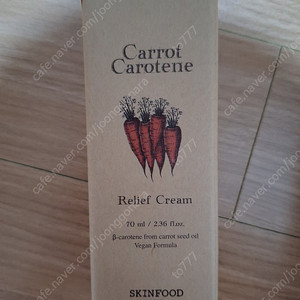 Carrot
Carotene
Relief Cream
70 ml / 2.36 fl.oz.
β-carotene from carrot seed oil
Vegan Formula
SKINFOOD